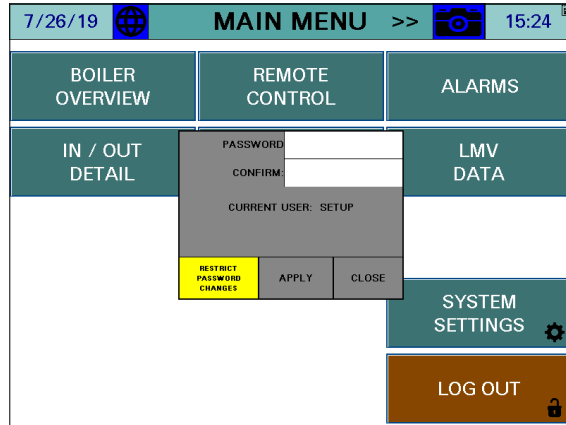 7/26/19
MAIN MENU >>
15:24
BOILER
OVERVIEW
REMOTE
CONTROL
ALARMS
IN / OUT
DETAIL
LMV
DATA
PASSWORD
CONFIRM:
CURRENT USER: SETUP
RESTRICT
PASSWORD
CHANGES
APPLY
CLOSE
SYSTEM
SETTINGS
LOG OUT